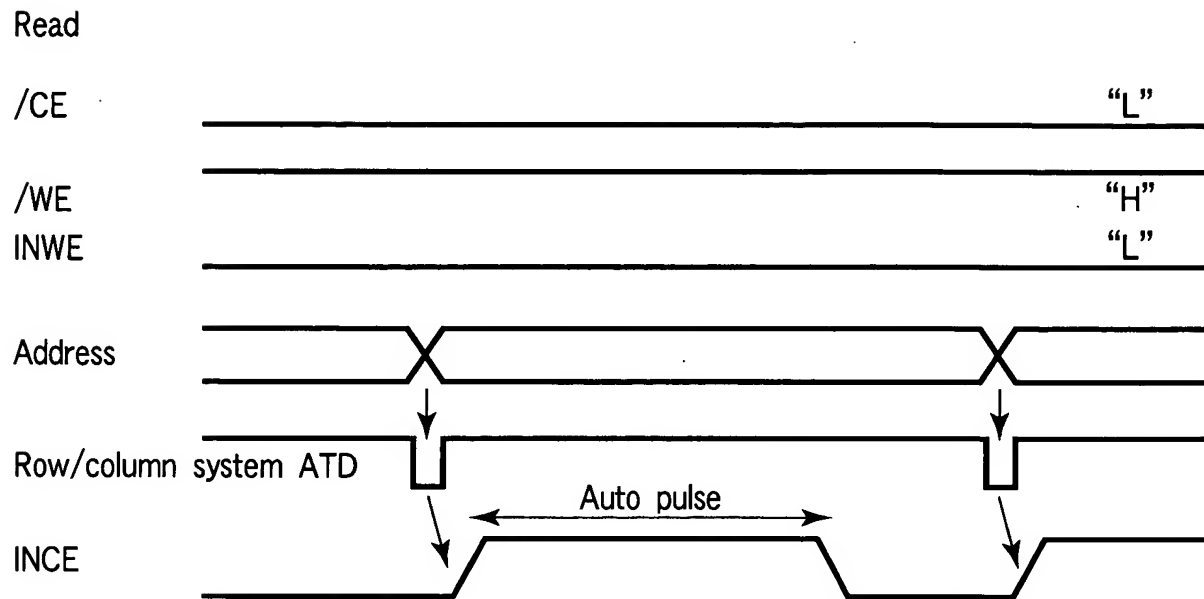 Read
/CE “L”
/WE “H”
INWE “L”
Address
Row/column system ATD
Auto pulse
INCE